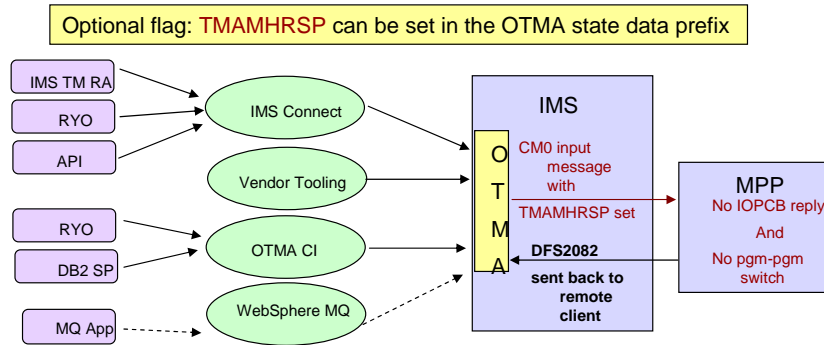 Optional flag: TMAMHRSP can be set in the OTMA state data prefix
IMS TM RA
RYO
API
RYO
DB2 SP
MQ App
IMS Connect
Vendor Tooling
OTMA CI
WebSphere MQ
IMS
O
T
M
A
CM0 input
message
with
TMAMHRSP set
DFS2082
sent back to
remote
client
MPP
No IOPCB reply
And
No pgm-pgm
switch